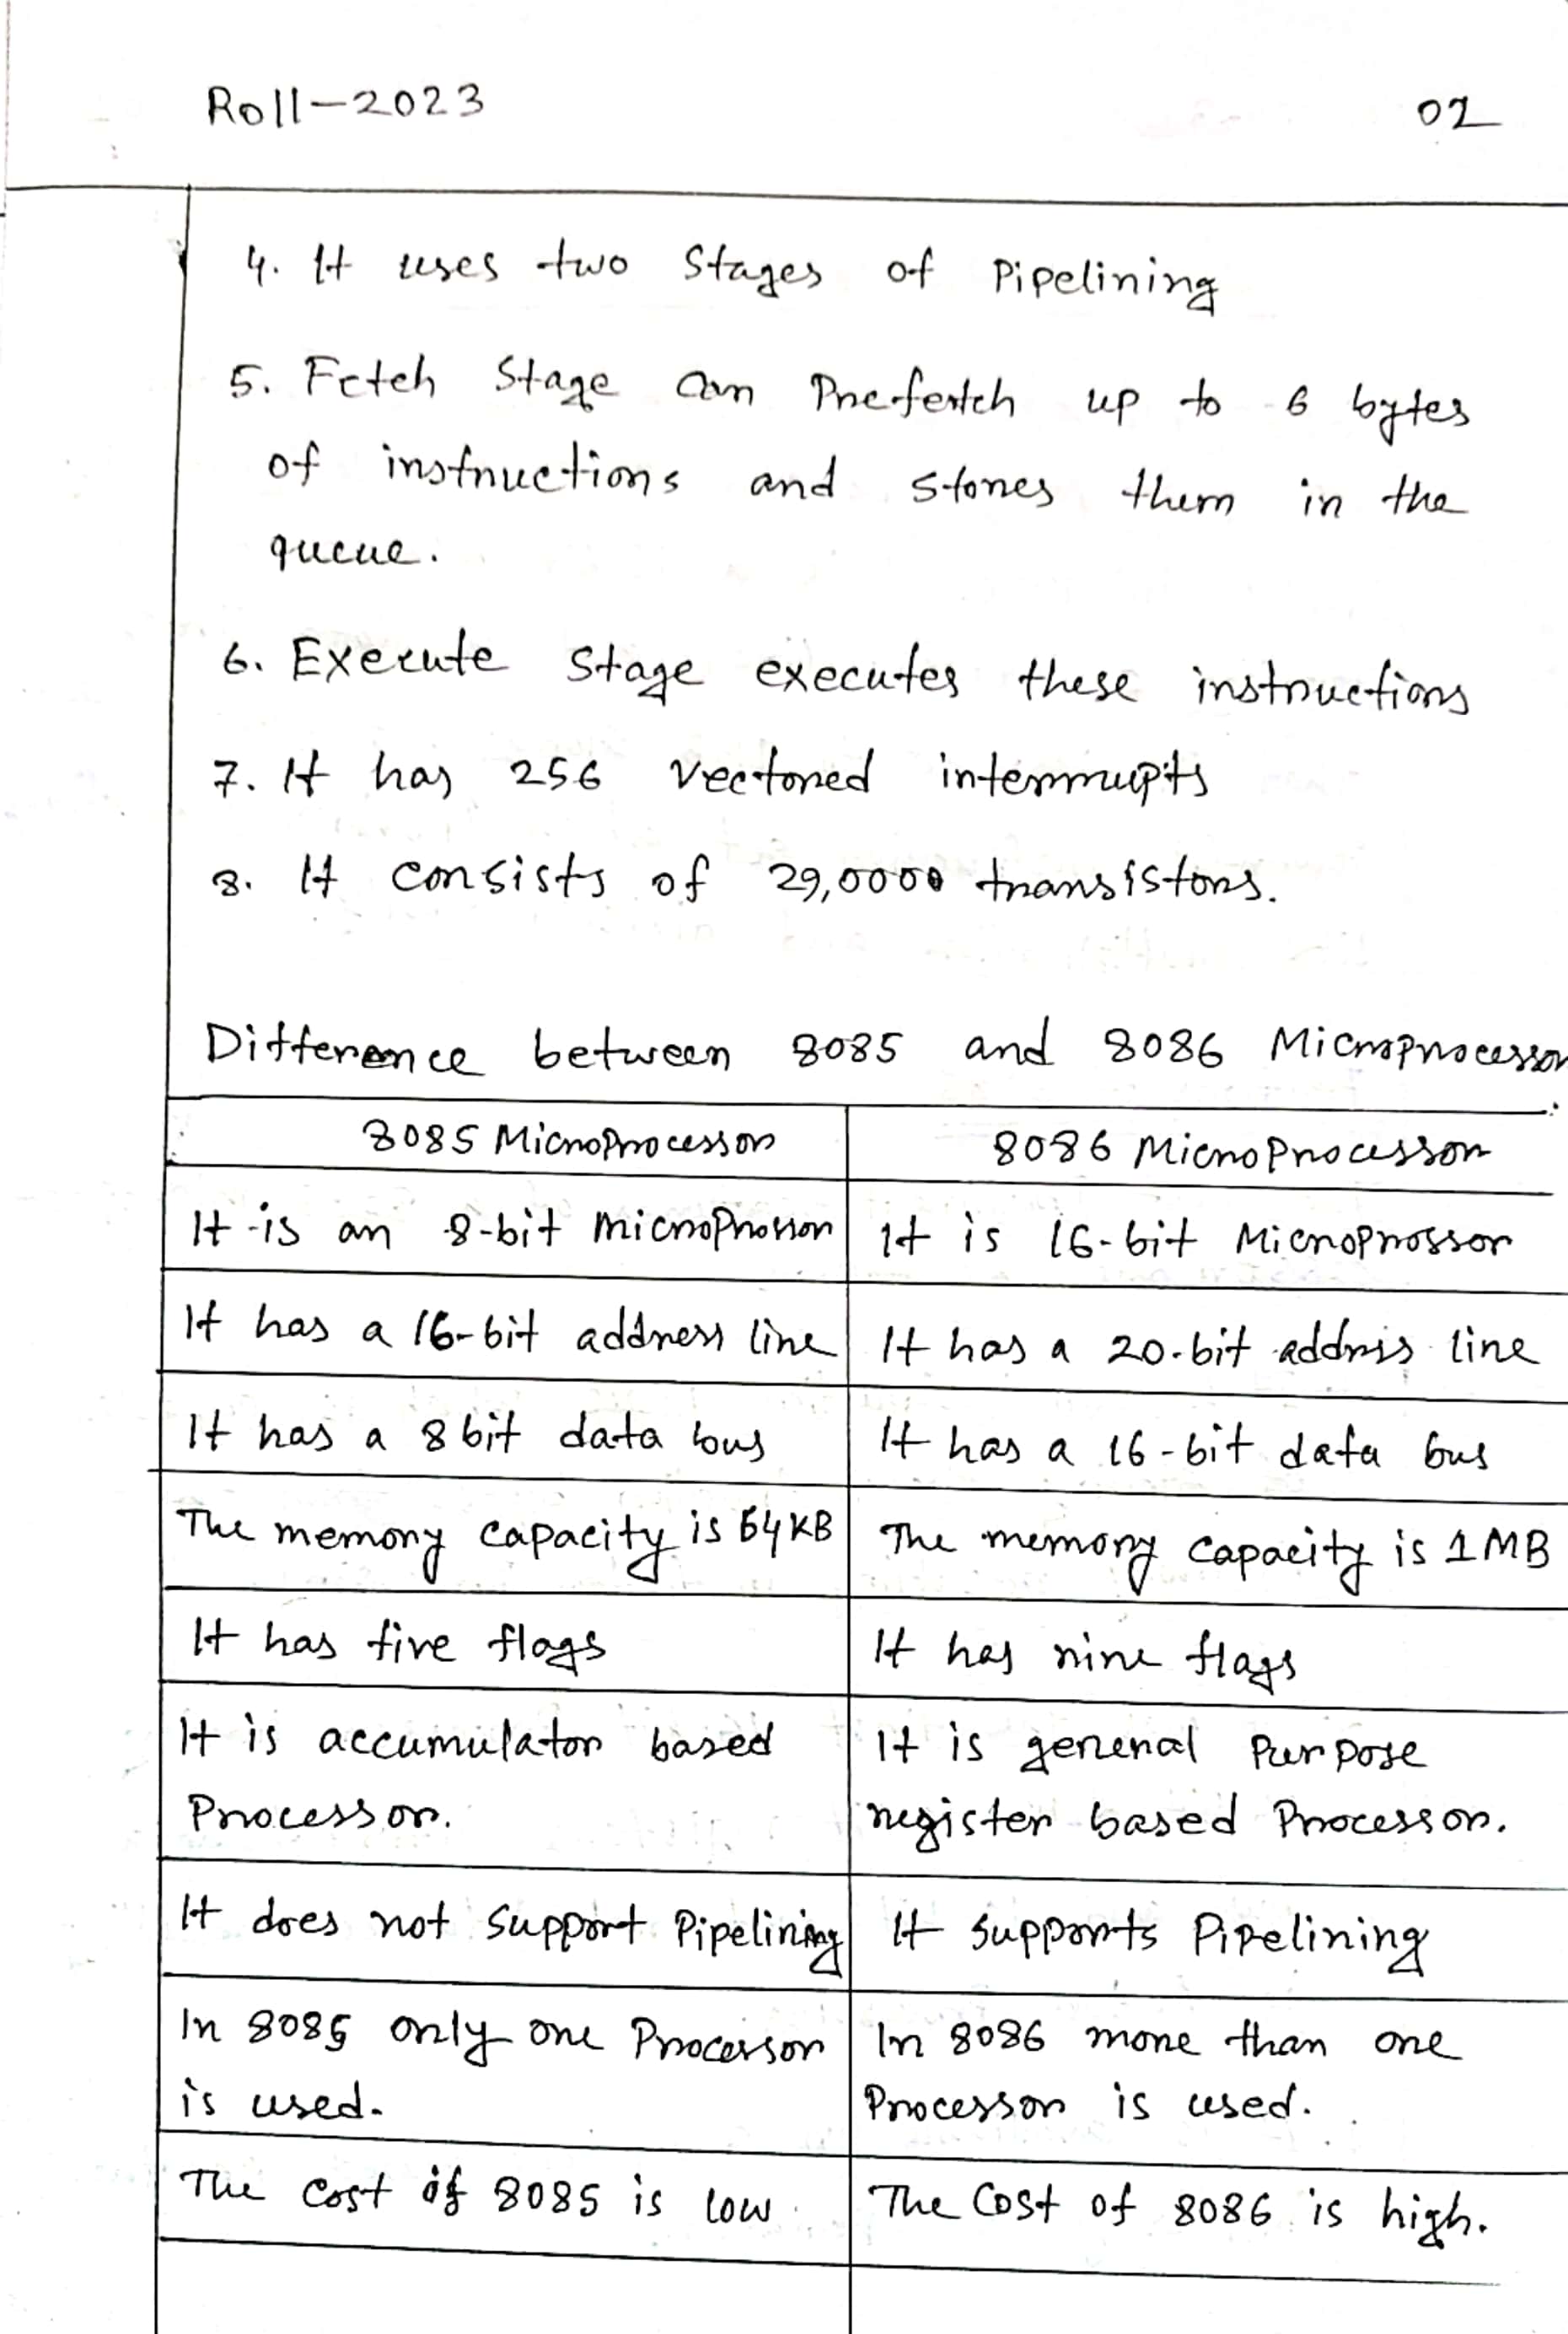 Roll-2023
02
4. It uses two Stages of Pipelining
5. Fetch Stage can Prefertch up to 6 bytes
of instructions and stores them in the
queue.
6. Execute Stage executes these instructions
7. It has 256 Vectored interrupts
8. It consists of 29,0000 transistors.
Difference between 8085 and 8086 Microprocessor
8085 MicroProcessor | 8086 MicroProcessor
It is an 8-bit microProssor | It is 16-bit Microprossor
It has a 16-bit address line | It has a 20-bit address line
It has a 8 bit data bus | It has a 16-bit data bus
The memory capacity is 64KB | The memory capacity is 1MB
It has five flags | It has nine flags
It is accumulator based | It is general Purpose
Processor. | register based Processor.
It does not Support Pipelining | It Supports Pipelining
In 8085 only one Processor | In 8086 more than one
is used. | Processor is used.
The Cost of 8085 is low | The Cost of 8086 is high.